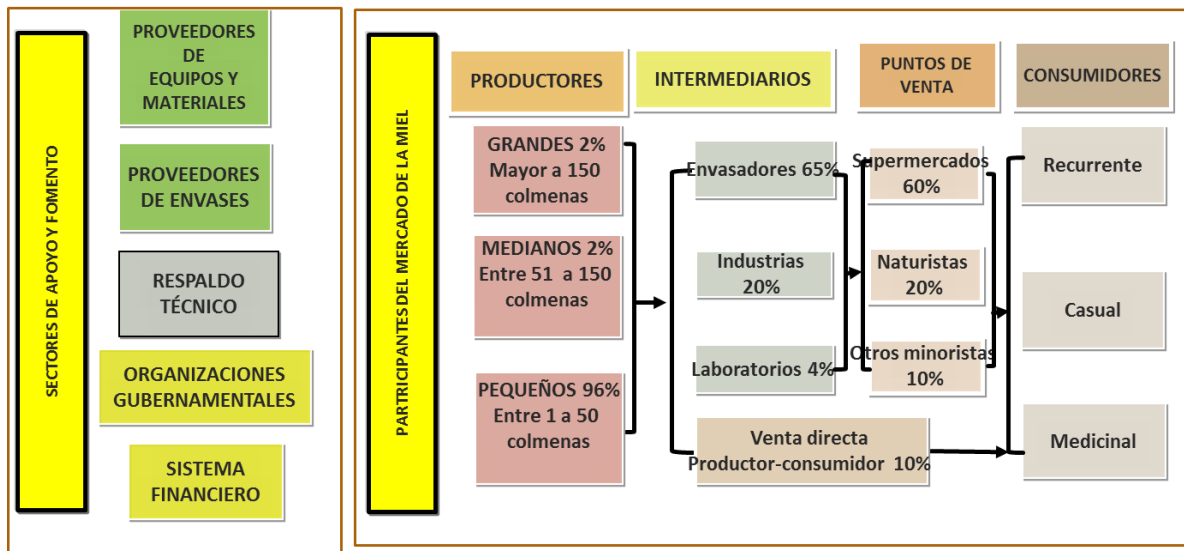 SECTORES DE APOYO Y FOMENTO
PROVEEDORES
DE
EQUIPOS Y
MATERIALES
PROVEEDORES
DE ENVASES
RESPALDO
TÉCNICO
ORGANIZACIONES
GUBERNAMENTALES
SISTEMA
FINANCIERO
PARTRICIPANTES DEL MERCADO DE LA MIEL
PRODUCTORES
GRANDES 2%
Mayor a 150
colmenas
MEDIANOS 2%
Entre 51 a 150
colmenas
PEQUEÑOS 96%
Entre 1 a 50
colmenas
INTERMEDIARIOS
Envasadores 65%
Industrias
20%
Laboratorios 4%
Venta directa
Productor-consumidor 10%
PUNTOS DE
VENTA
Supermercados
60%
Naturistas
20%
Otros minoristas
10%
CONSUMIDORES
Recurrente
Casual
Medicinal